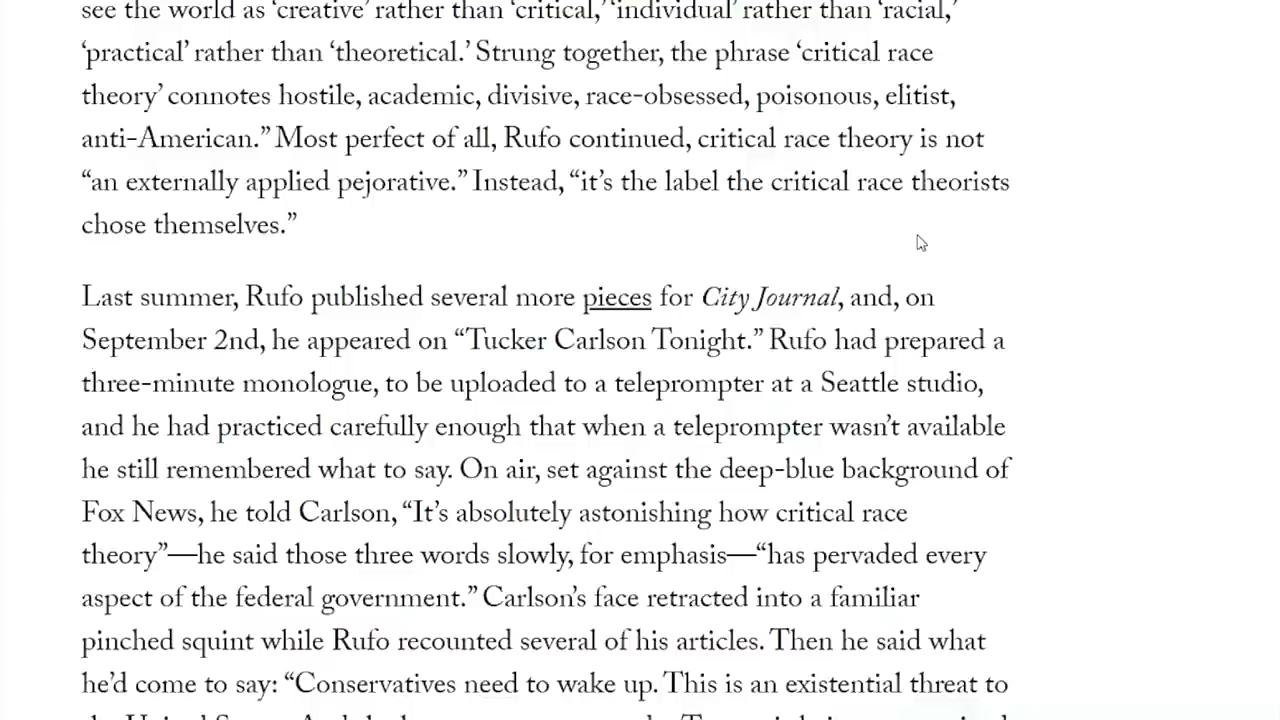 see the world as ‘creative’ rather than ‘critical,’ ‘individual’ rather than ‘racial,’
‘practical’ rather than ‘theoretical.’ Strung together, the phrase ‘critical race
theory’ connotes hostile, academic, divisive, race-obsessed, poisonous, elitist,
anti-American.” Most perfect of all, Rufo continued, critical race theory is not
“an externally applied pejorative.” Instead, “it’s the label the critical race theorists
chose themselves.”
Last summer, Rufo published several more pieces for City Journal, and, on
September 2nd, he appeared on “Tucker Carlson Tonight.” Rufo had prepared a
three-minute monologue, to be uploaded to a teleprompter at a Seattle studio,
and he had practiced carefully enough that when a teleprompter wasn’t available
he still remembered what to say. On air, set against the deep-blue background of
Fox News, he told Carlson, “It’s absolutely astonishing how critical race
theory”—he said those three words slowly, for emphasis—“has pervaded every
aspect of the federal government.” Carlson’s face retracted into a familiar
pinched squint while Rufo recounted several of his articles. Then he said what
he’d come to say: “Conservatives need to wake up. This is an existential threat to